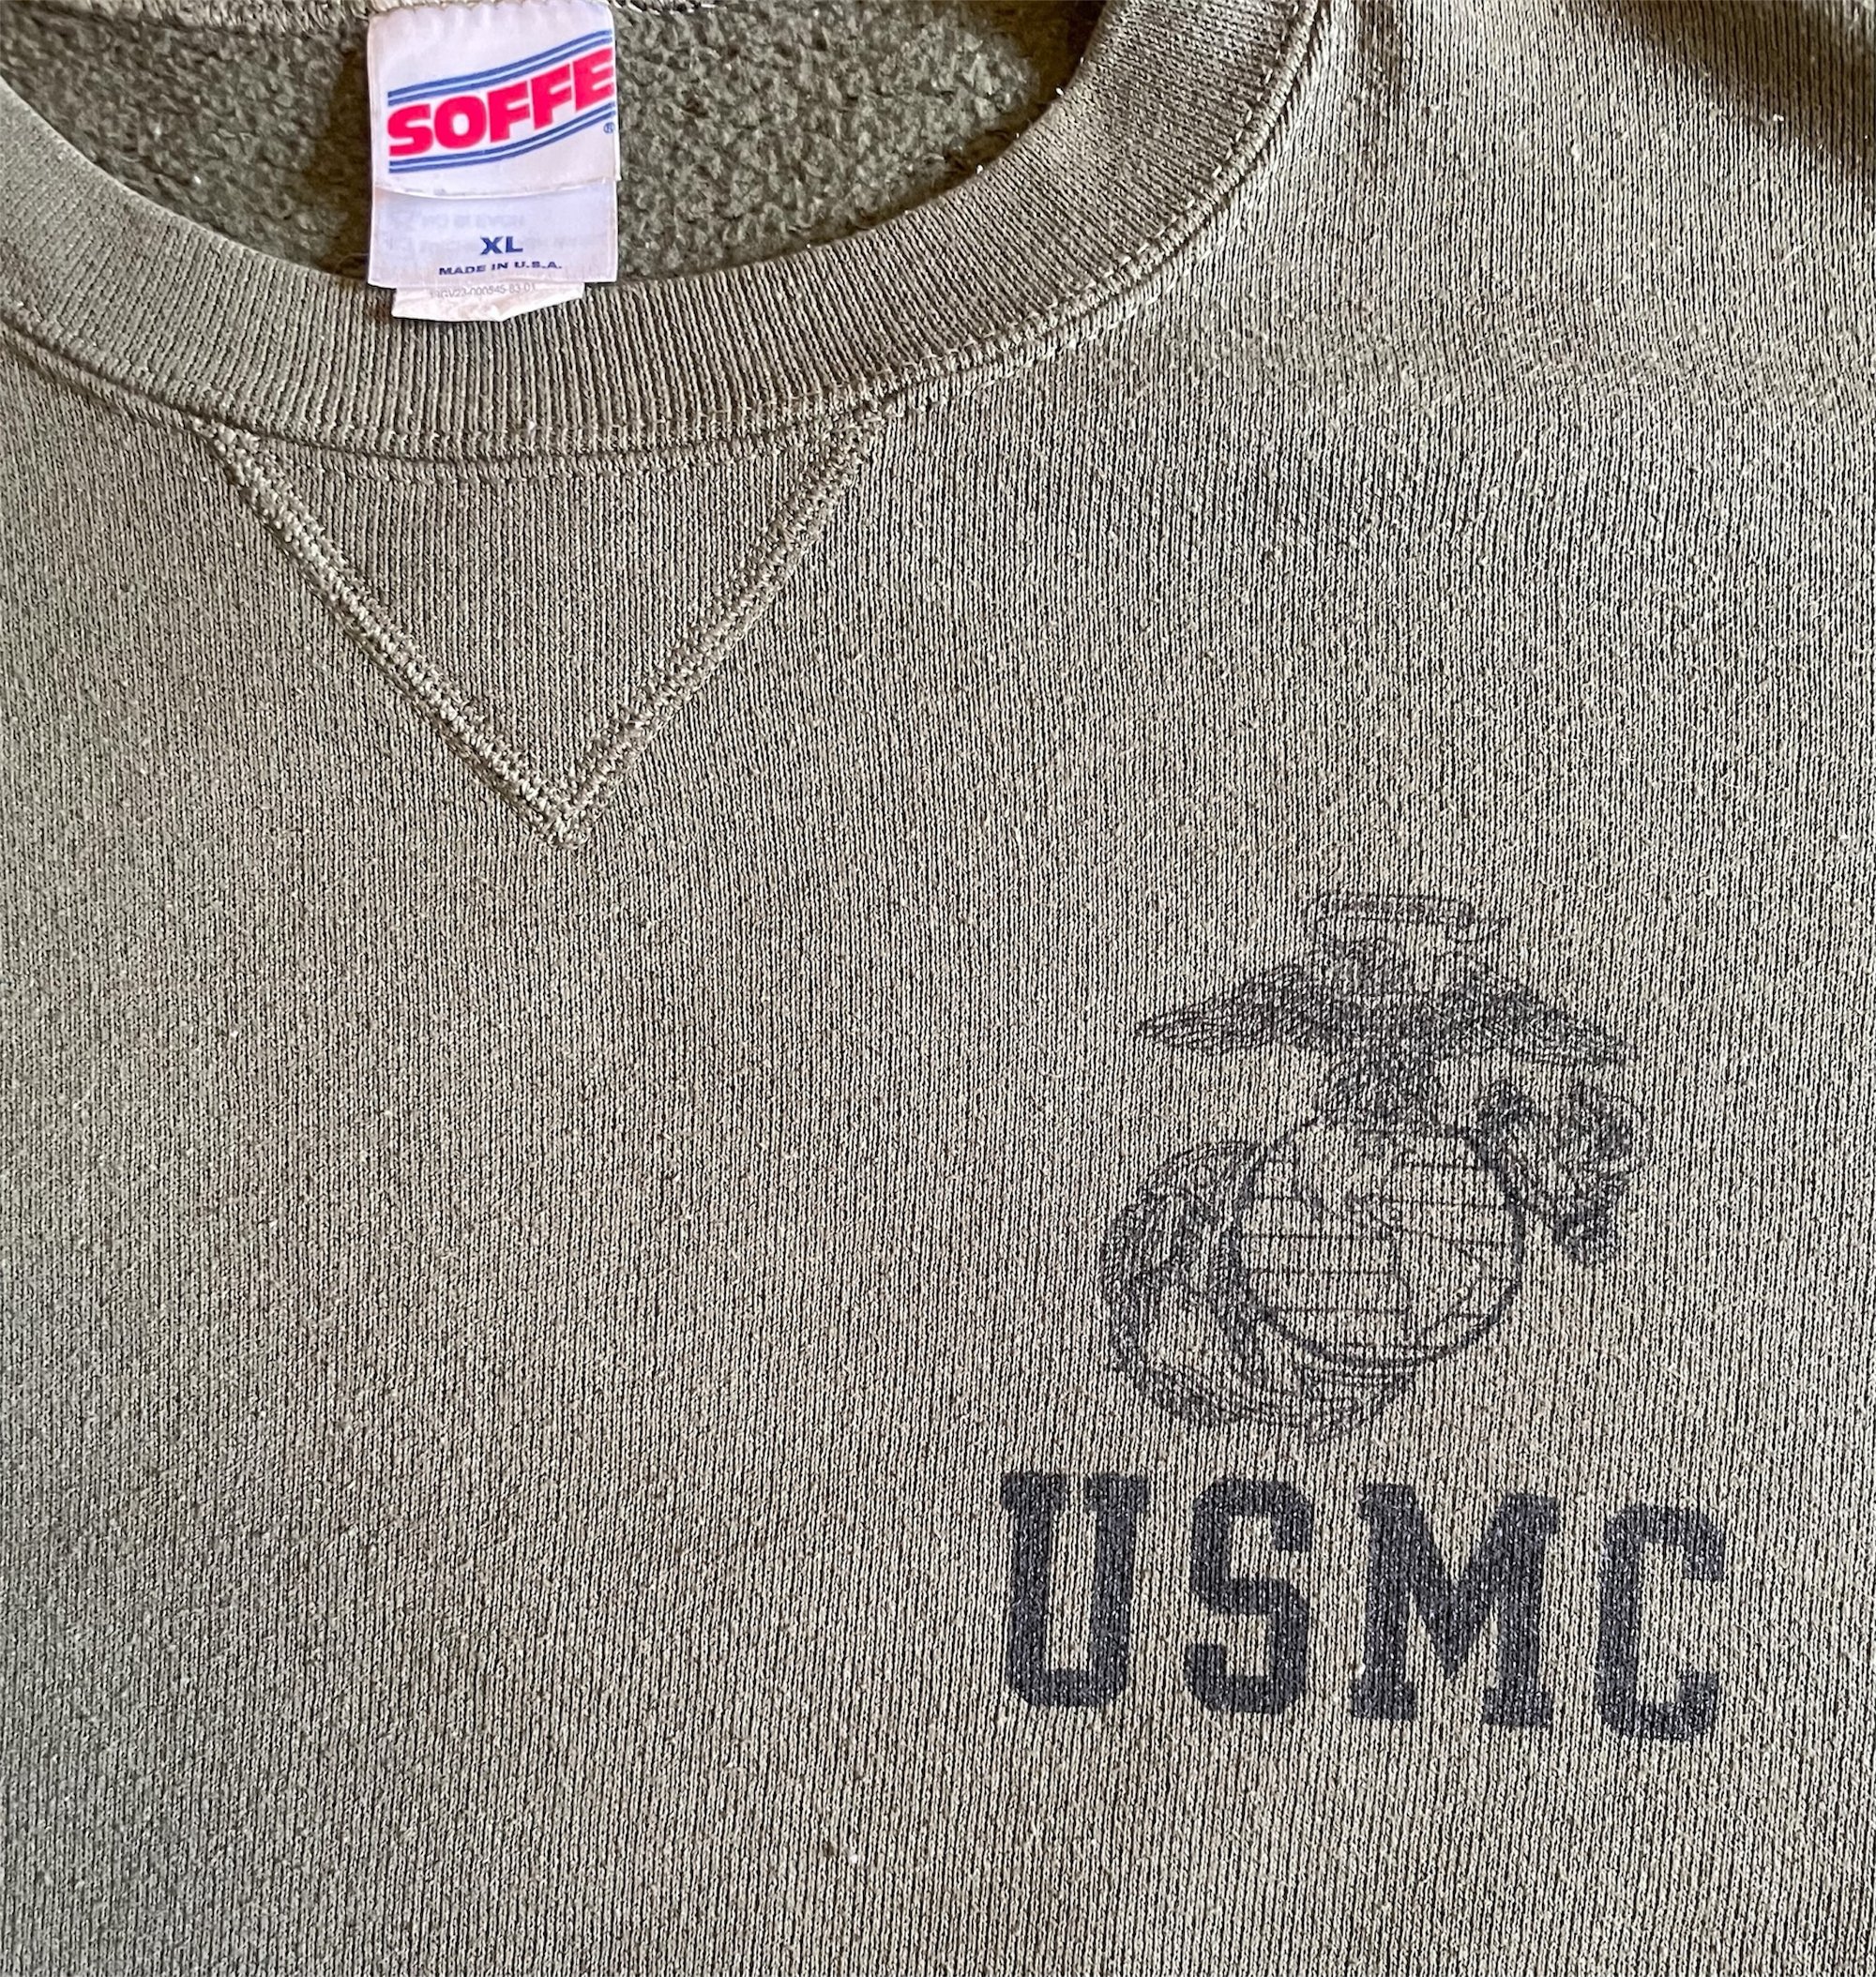 SOFFE
®
XL
MADE IN U.S.A.
USMC